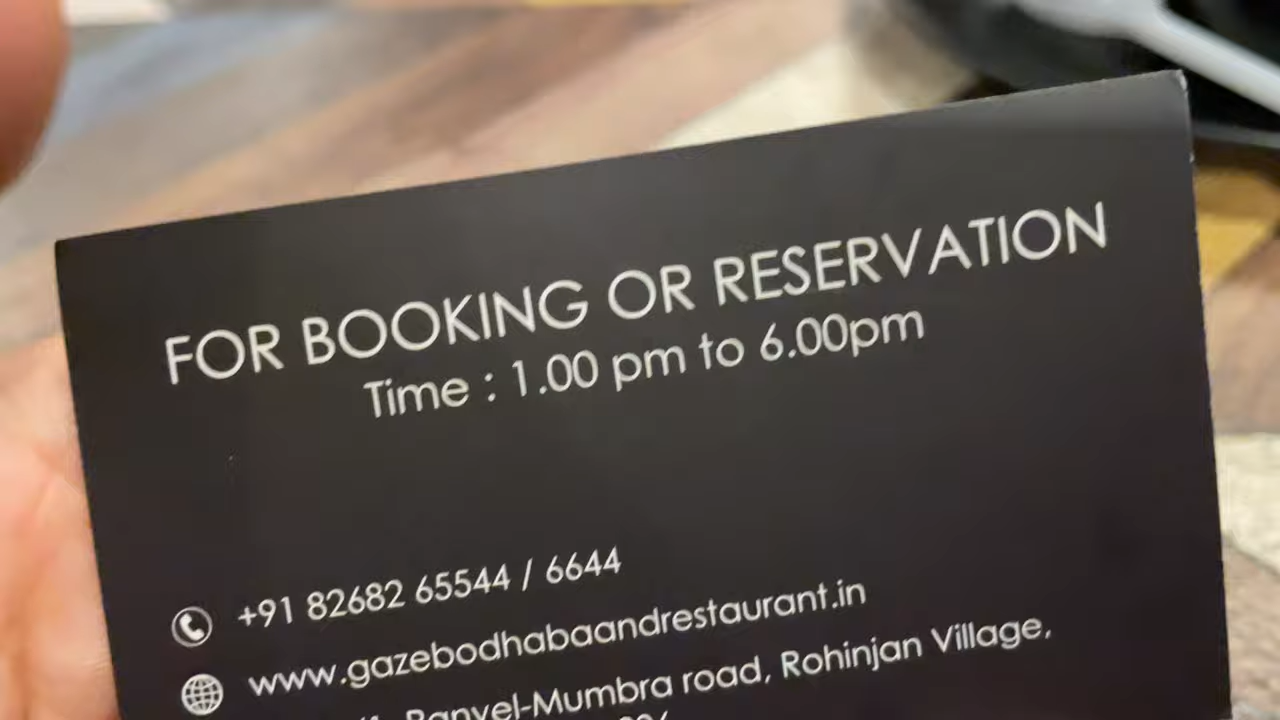 FOR BOOKING OR RESERVATION
Time : 1.00 pm to 6.00pm
+91 82682 65544 / 6644
www.gazebodhabaandrestaurant.in
Panvel-Mumbra road, Rohinjan Village,